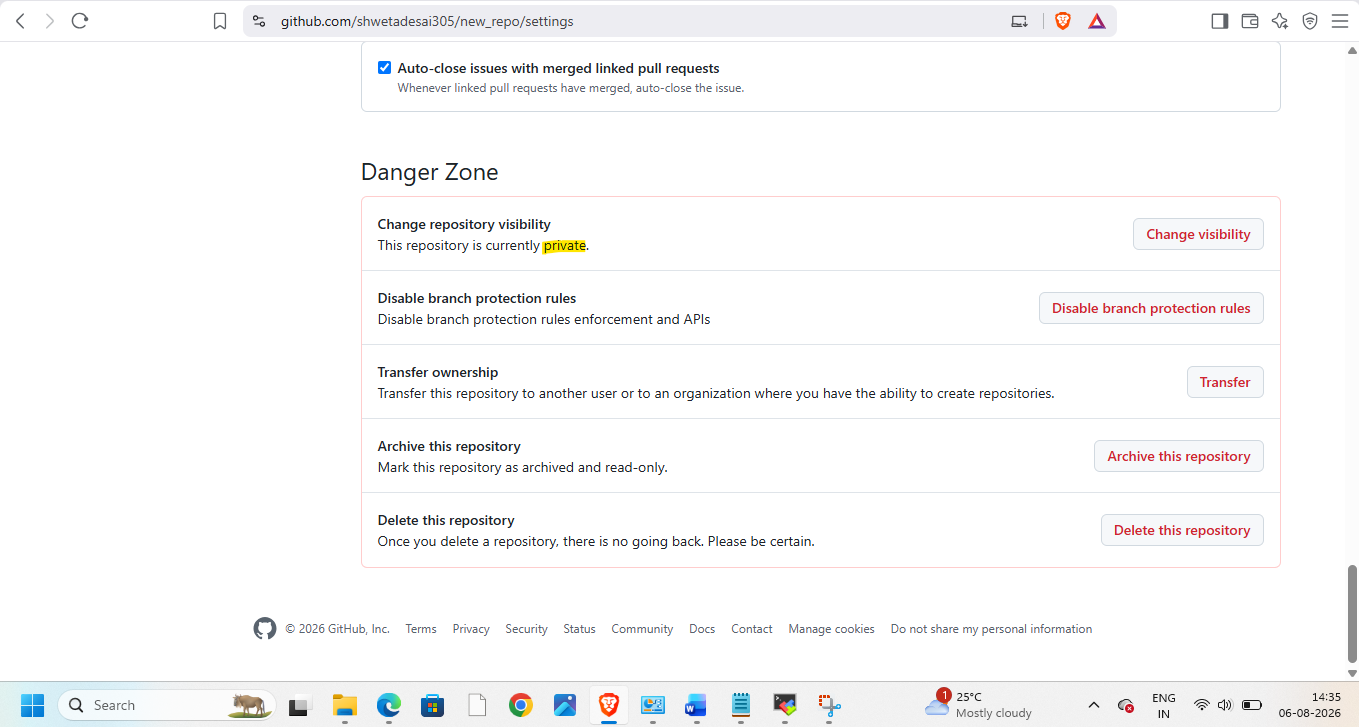 github.com/shwetadesai305/new_repo/settings
Auto-close issues with merged linked pull requests
Whenever linked pull requests have merged, auto-close the issue.
Danger Zone
Change repository visibility
This repository is currently private.
Change visibility
Disable branch protection rules
Disable branch protection rules enforcement and APIs
Disable branch protection rules
Transfer ownership
Transfer this repository to another user or to an organization where you have the ability to create repositories.
Transfer
Archive this repository
Mark this repository as archived and read-only.
Archive this repository
Delete this repository
Once you delete a repository, there is no going back. Please be certain.
Delete this repository
© 2026 GitHub, Inc. Terms Privacy Security Status Community Docs Contact Manage cookies Do not share my personal information
Search
1
25°C
Mostly cloudy
ENG
IN
14:35
06-08-2026